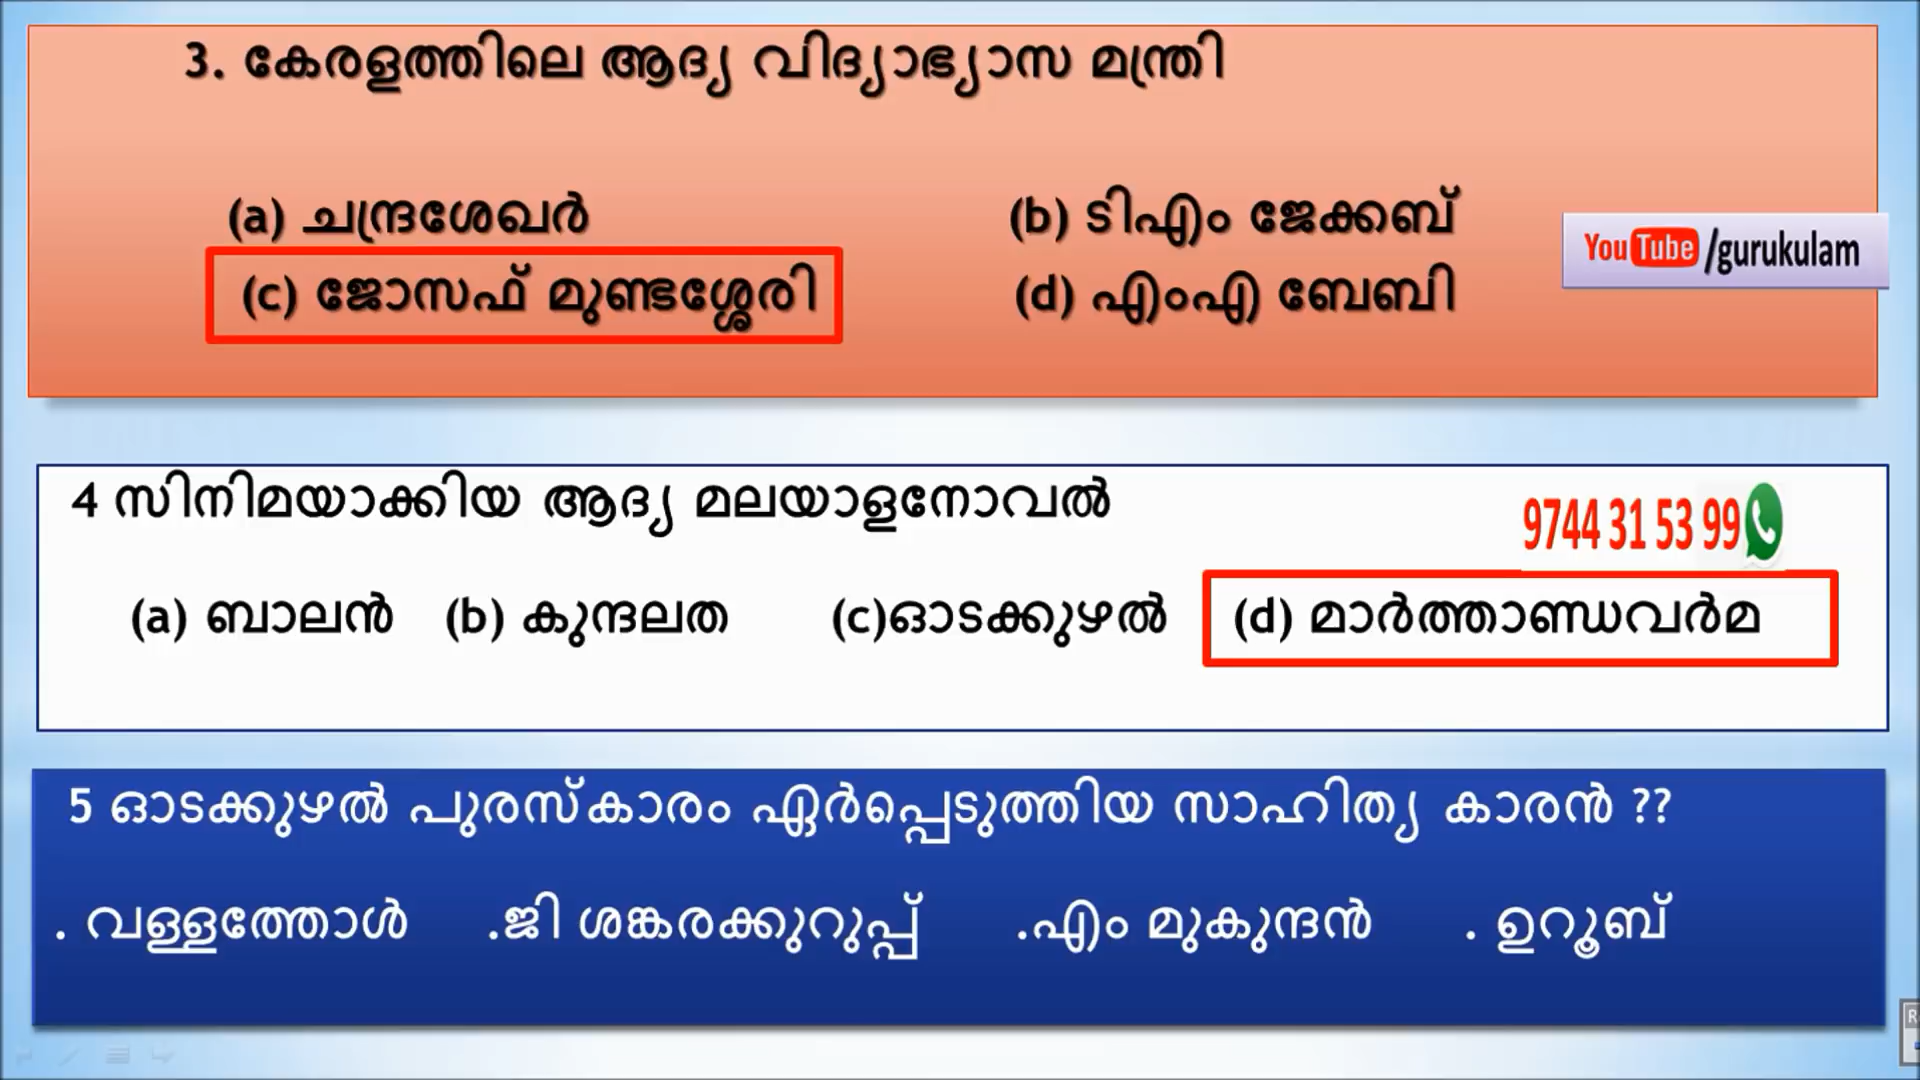 3. കേരളത്തിലെ ആദ്യ വിദ്യാഭ്യാസ മന്ത്രി
(a) ചന്ദ്രശേഖർ (b) ടിഎം ജേക്കബ്
(c) ജോസഫ് മുണ്ടശ്ശേരി (d) എംഎ ബേബി
YouTube/gurukulam
4 സിനിമയാക്കിയ ആദ്യ മലയാളനോവൽ
9744 31 53 99
(a) ബാലൻ (b) കുന്ദലത (c)ഓടക്കുഴൽ (d) മാർത്താണ്ഡവർമ
5 ഓടക്കുഴൽ പുരസ്കാരം ഏർപ്പെടുത്തിയ സാഹിത്യ കാരൻ ??
. വള്ളത്തോൾ .ജി ശങ്കരക്കുറുപ്പ് .എം മുകുന്ദൻ . ഉറൂബ്